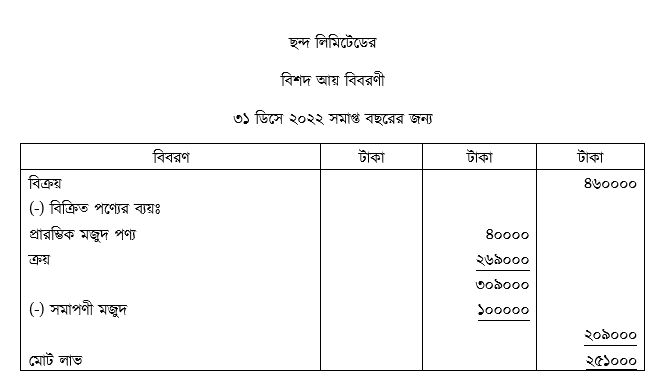 ছন্দ লিমিটেডের
বিশদ আয় বিবরণী
৩১ ডিসে ২০২২ সমাপ্ত বছরের জন্য
বিবরণ টাকা টাকা টাকা
বিক্রয় ৪৬০০০০
(-) বিক্রিত পণ্যের ব্যয়ঃ
প্রারম্ভিক মজুদ পণ্য ৪০০০০
ক্রয় ২৬৯০০০
৩০৯০০০
(-) সমাপণী মজুদ ১০০০০০
২০৯০০০
মোট লাভ ২৫১০০০